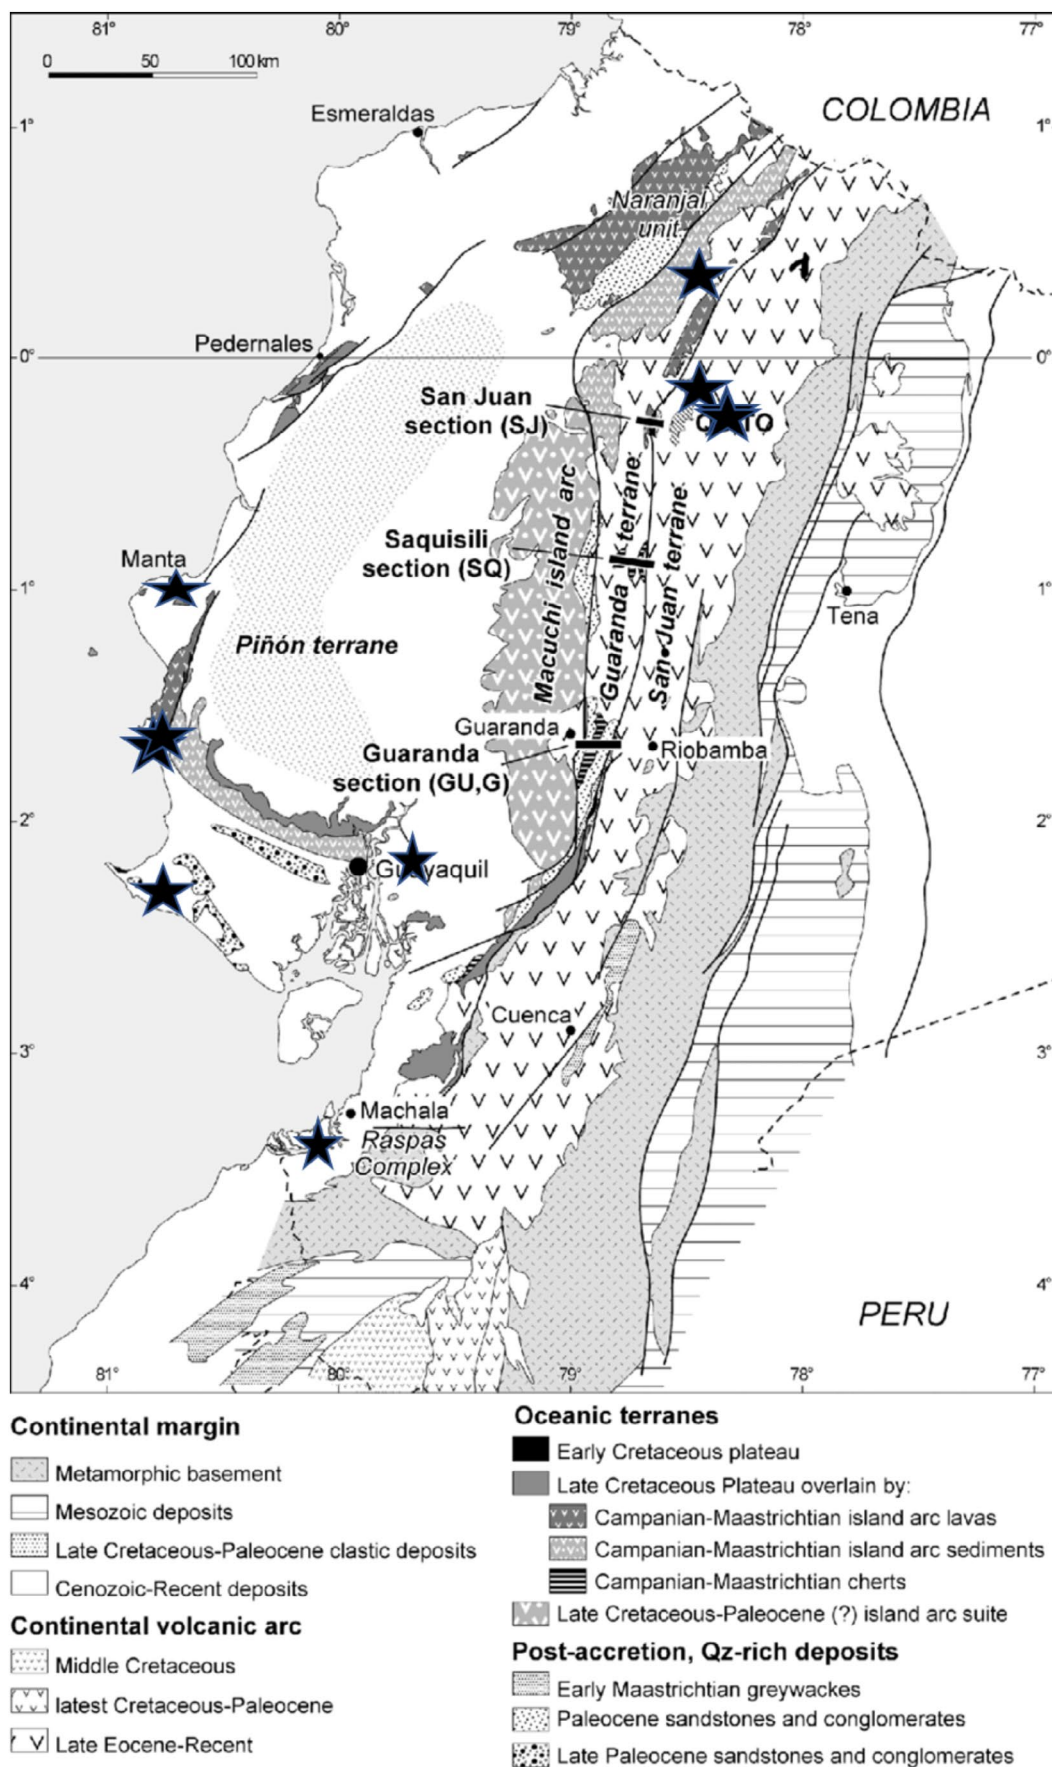 81°
80°
79°
78°
77°
0
50
100 km
COLOMBIA
Esmeraldas
1°
1°
Naranjal
unit
Pedernales
0°
0°
San Juan
section (SJ)
Macuchi island arc
Guaranda terrane
San Juan terrane
Saquisili
section (SQ)
Manta
1°
1°
Tena
Piñón terrane
Guaranda
Riobamba
Guaranda
section (GU,G)
2°
2°
Cuenca
3°
3°
Machala
Raspas
Complex
4°
4°
PERU
81°
80°
79°
78°
77°
Continental margin
Metamorphic basement
Mesozoic deposits
Late Cretaceous-Paleocene clastic deposits
Cenozoic-Recent deposits
Continental volcanic arc
Middle Cretaceous
latest Cretaceous-Paleocene
Late Eocene-Recent
Oceanic terranes
Early Cretaceous plateau
Late Cretaceous Plateau overlain by:
Campanian-Maastrichtian island arc lavas
Campanian-Maastrichtian island arc sediments
Campanian-Maastrichtian cherts
Late Cretaceous-Paleocene (?) island arc suite
Post-accretion, Qz-rich deposits
Early Maastrichtian greywackes
Paleocene sandstones and conglomerates
Late Paleocene sandstones and conglomerates